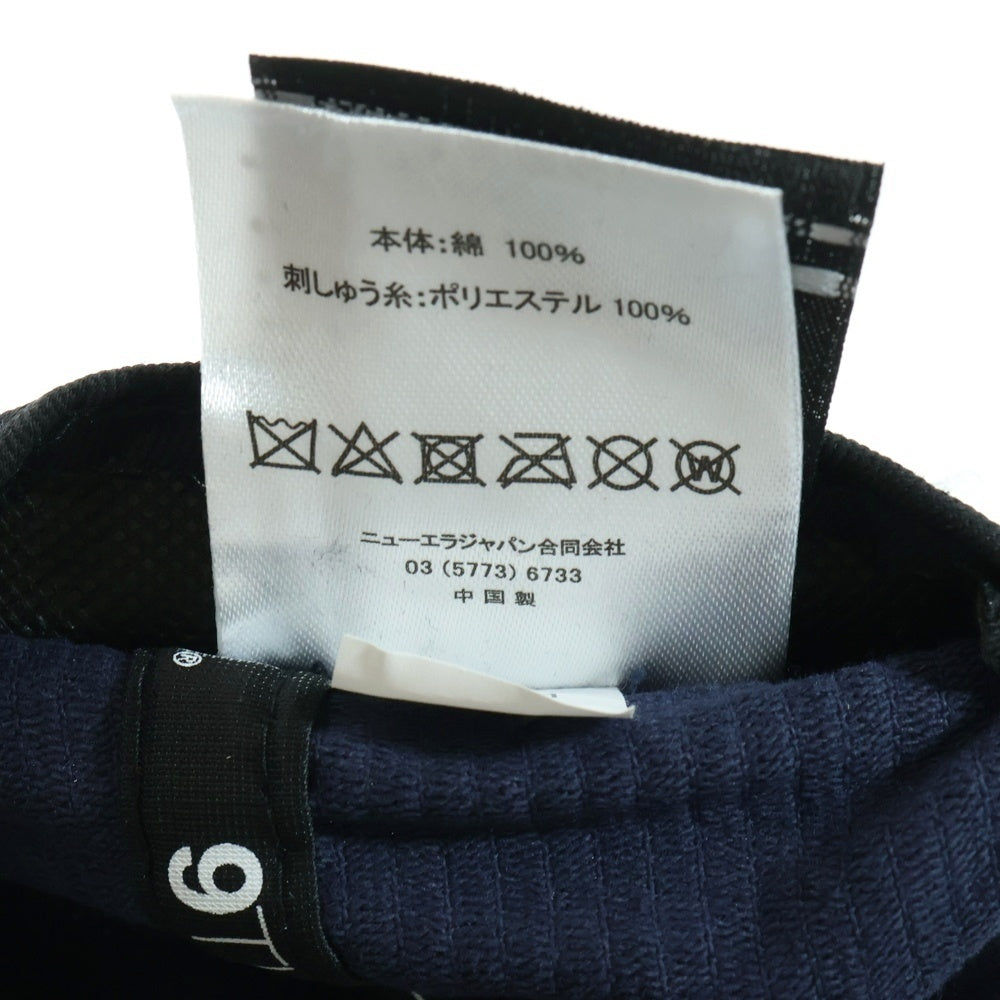 本体:綿 100%
刺しゅう糸:ポリエステル 100%
W
ニューエラジャパン合同会社
03 (5773) 6733
中国製
®
9T